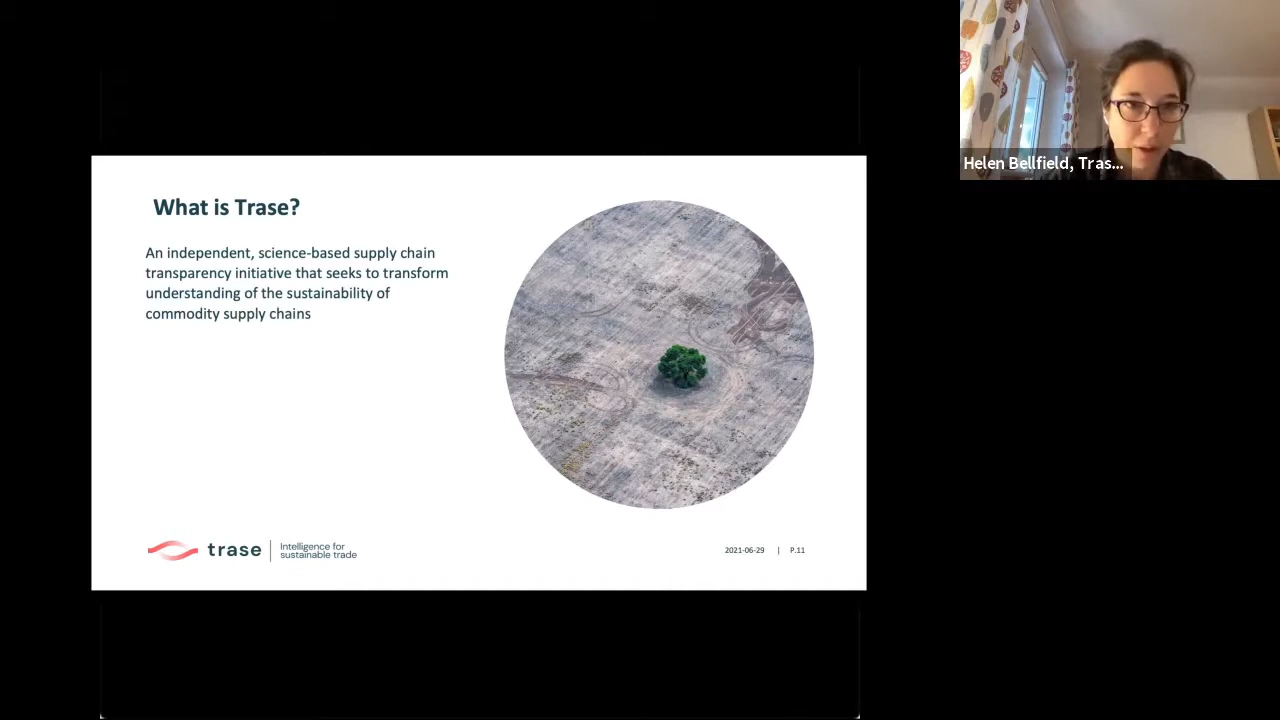 Helen Bellfield, Tras...
What is Trase?
An independent, science-based supply chain
transparency initiative that seeks to transform
understanding of the sustainability of
commodity supply chains
trase
Intelligence for
sustainable trade
2021-06-29 | P.11